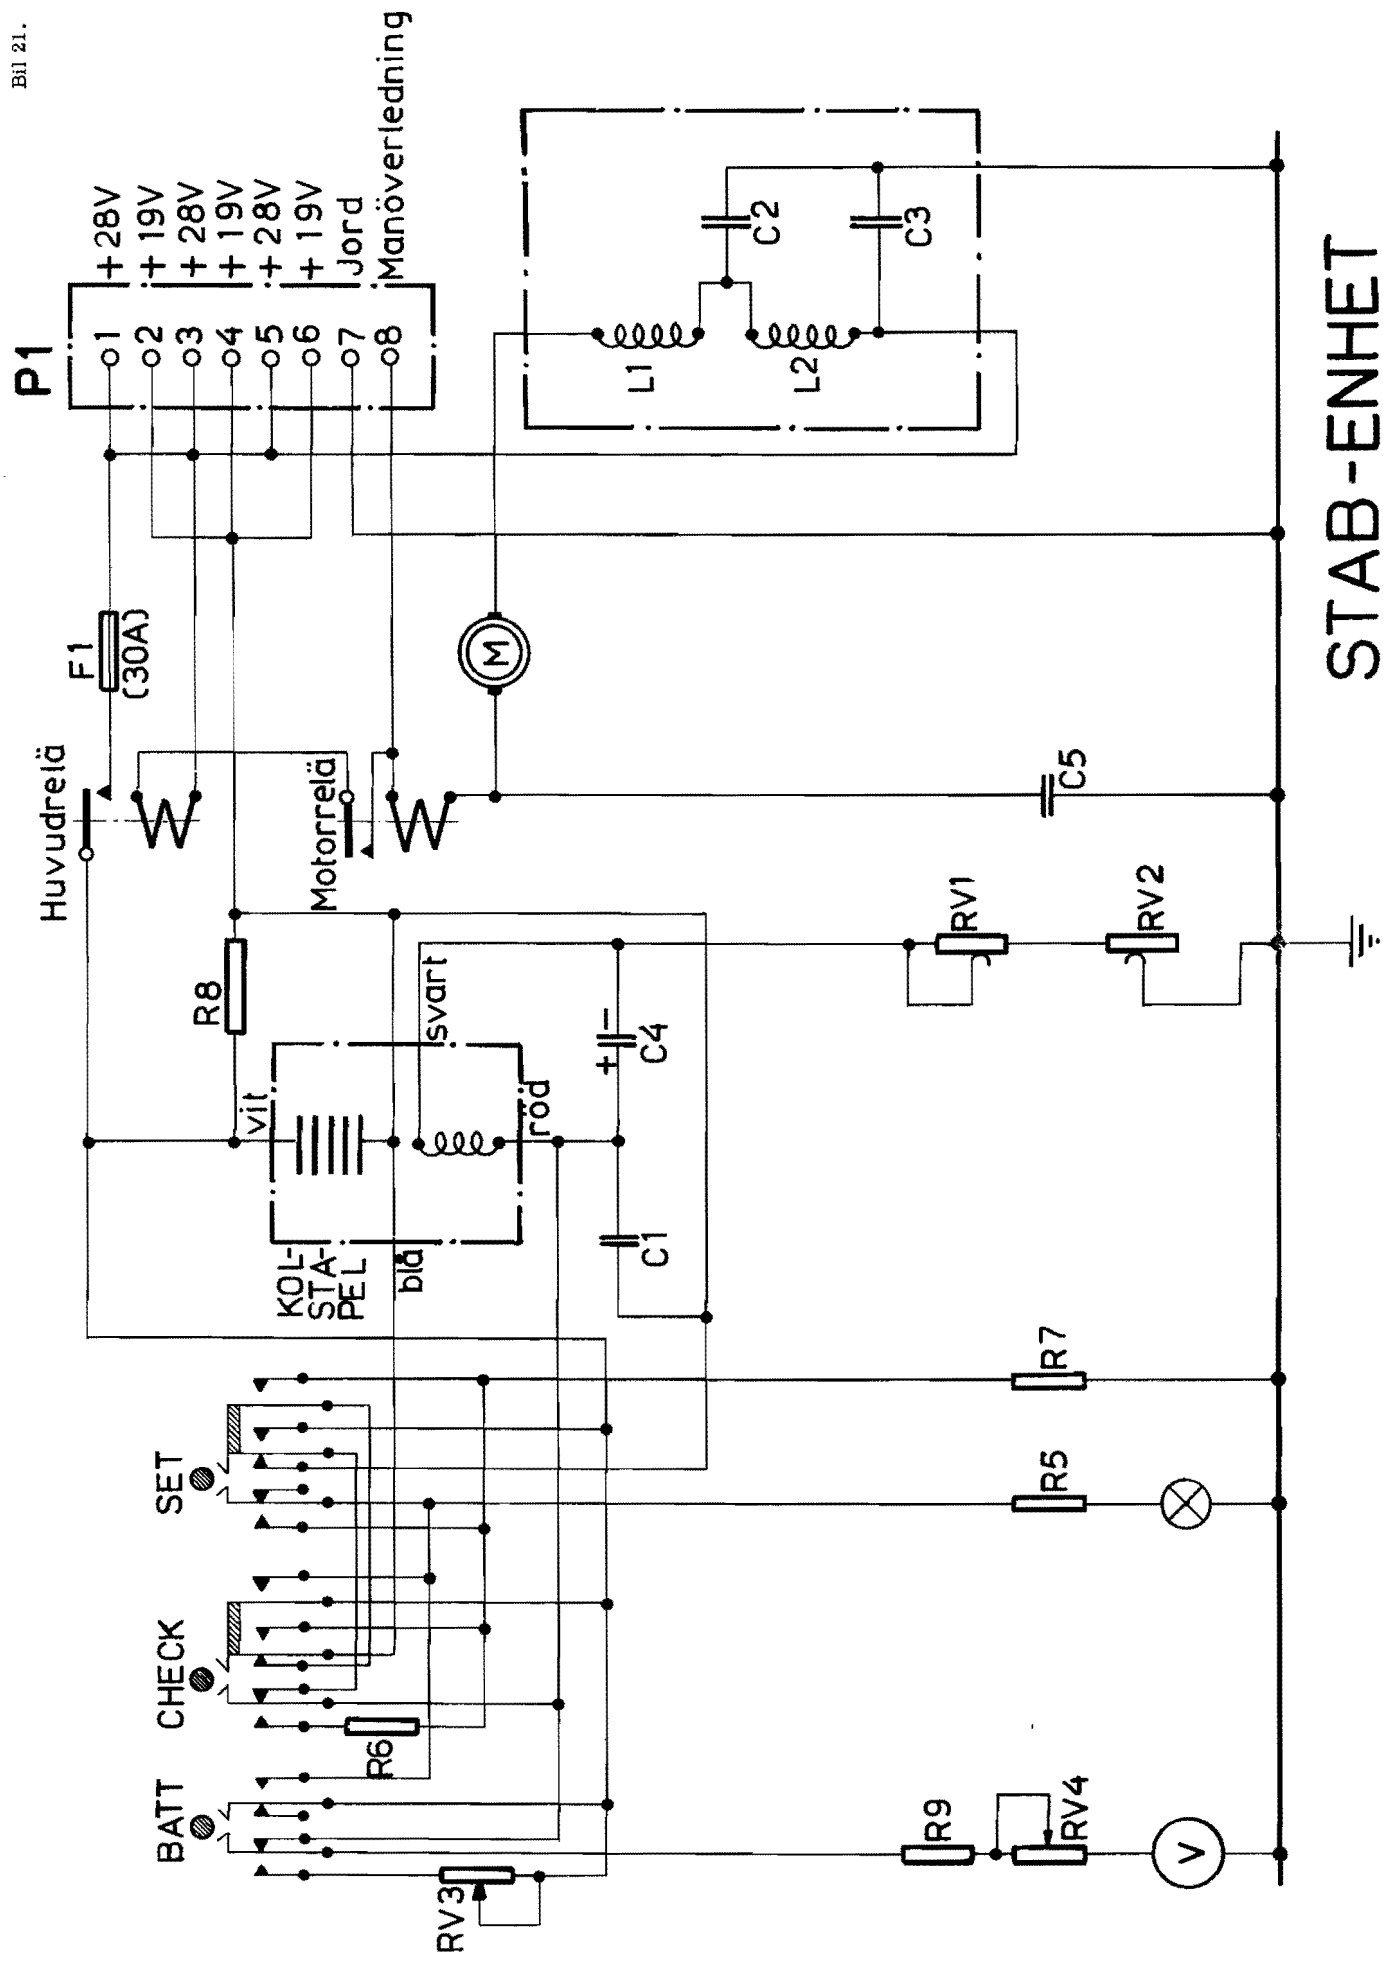 Bil 21.
P1
1 +28V
2 +19V
3 +28V
4 +19V
5 +28V
6 +19V
7 Jord
8 Manöverledning
F1
(30A)
Huvudrelä
Motorrelä
M
L1
L2
C2
C3
C5
R8
vit
svart
röd
blå
KOL-
STA-
PEL
+ −
C4
C1
RV1
RV2
SET
CHECK
BATT
R6
RV3
R7
R5
R9
RV4
V
STAB-ENHET